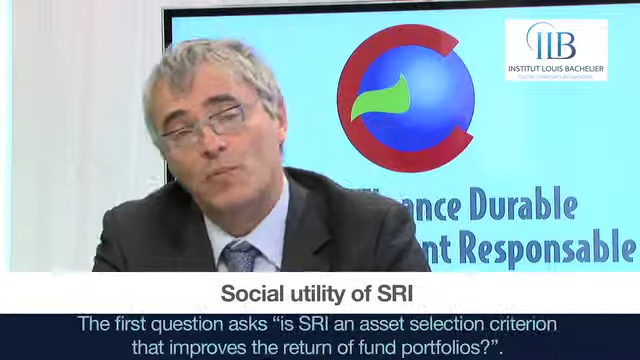 ILB
INSTITUT LOUIS BACHELIER
ance Durable
nt Responsable
Social utility of SRI
The first question asks “is SRI an asset selection criterion
that improves the return of fund portfolios?”.